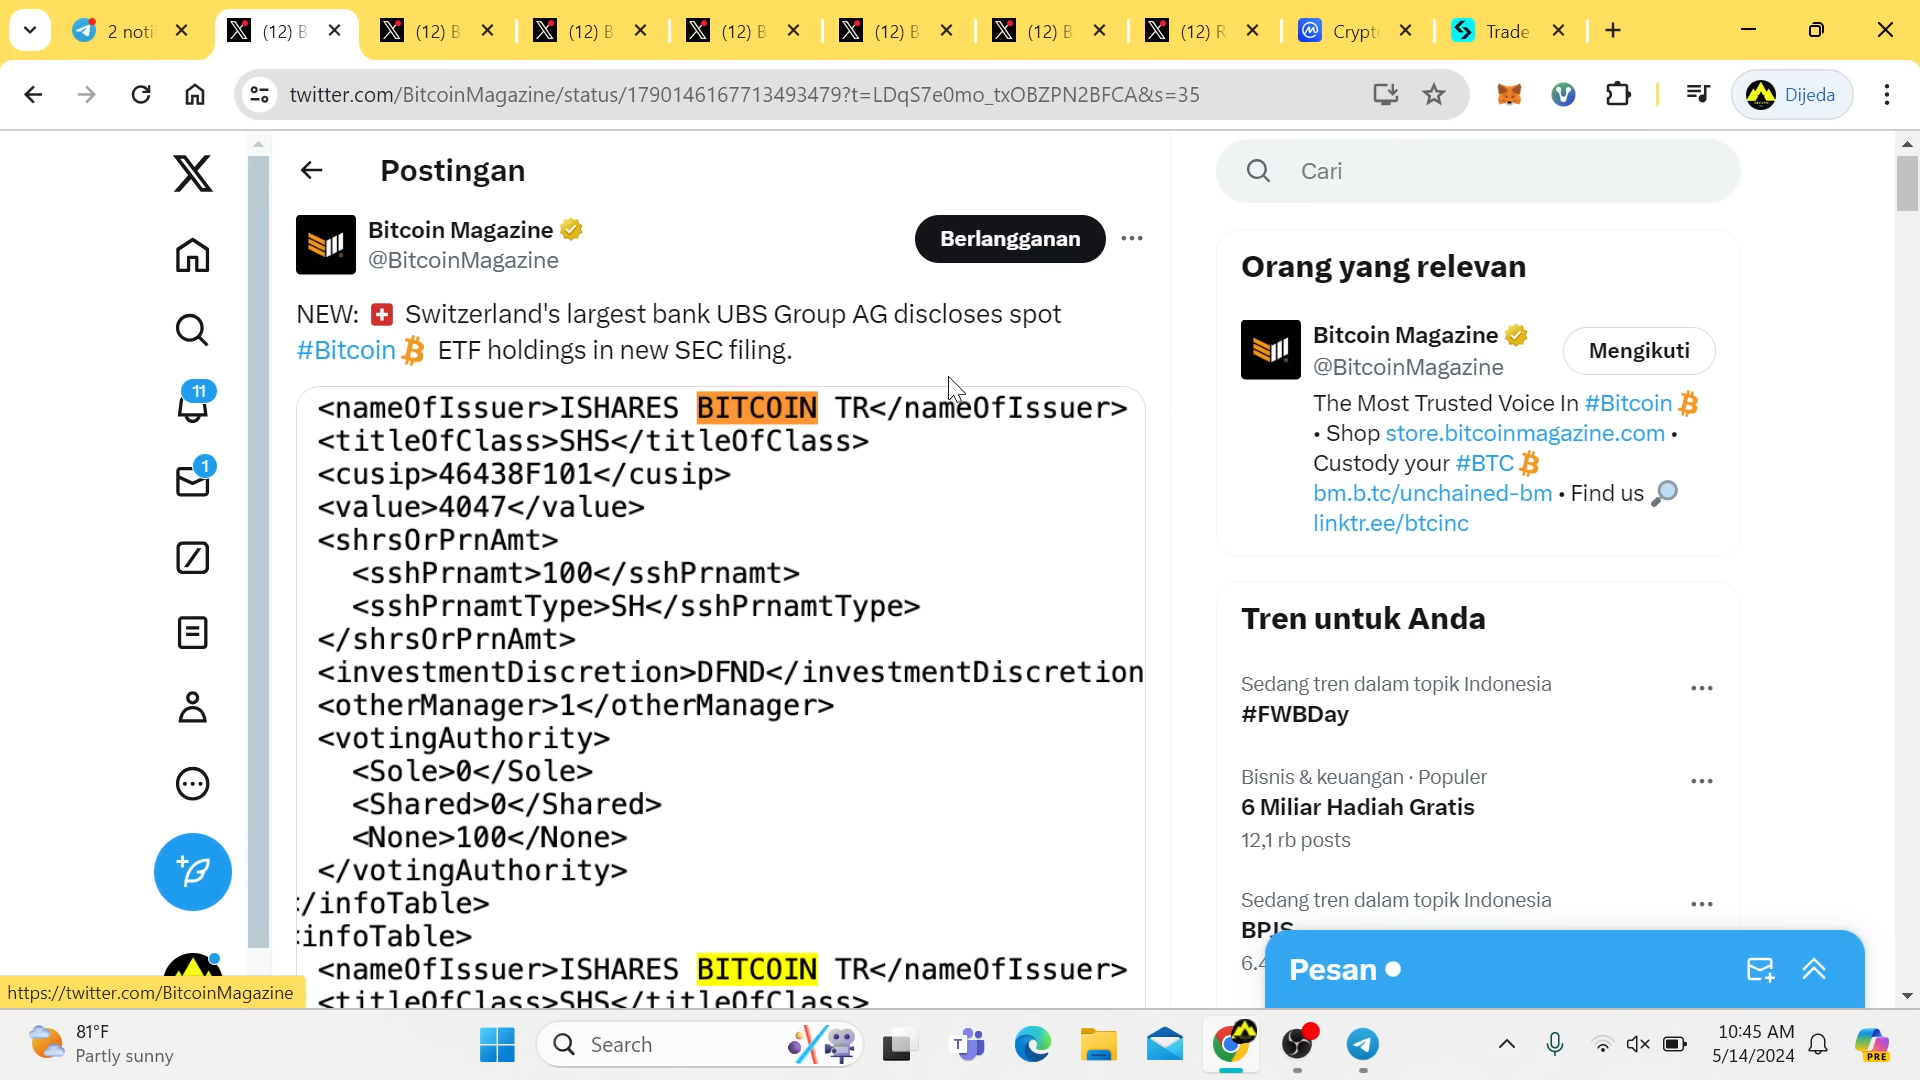 2 noti
(12) B
(12) B
(12) B
(12) B
(12) B
(12) B
(12) R
Crypt
Trade
twitter.com/BitcoinMagazine/status/1790146167713493479?t=LDqS7e0mo_txOBZPN2BFCA&s=35
Dijeda
Postingan
Cari
Bitcoin Magazine
@BitcoinMagazine
Berlangganan
NEW: 🇨🇭 Switzerland's largest bank UBS Group AG discloses spot
#Bitcoin ETF holdings in new SEC filing.
<nameOfIssuer>ISHARES BITCOIN TR</nameOfIssuer>
<titleOfClass>SHS</titleOfClass>
<cusip>46438F101</cusip>
<value>4047</value>
<shrsOrPrnAmt>
<sshPrnamt>100</sshPrnamt>
<sshPrnamtType>SH</sshPrnamtType>
</shrsOrPrnAmt>
<investmentDiscretion>DFND</investmentDiscretion
<otherManager>1</otherManager>
<votingAuthority>
<Sole>0</Sole>
<Shared>0</Shared>
<None>100</None>
</votingAuthority>
/infoTable>
infoTable>
<nameOfIssuer>ISHARES BITCOIN TR</nameOfIssuer>
<titleOfClass>SHS</titleOfClass>
11
1
Orang yang relevan
Bitcoin Magazine
@BitcoinMagazine
Mengikuti
The Most Trusted Voice In #Bitcoin
• Shop store.bitcoinmagazine.com •
Custody your #BTC
bm.b.tc/unchained-bm • Find us 🔎
linktr.ee/btcinc
Tren untuk Anda
Sedang tren dalam topik Indonesia
#FWBDay
Bisnis & keuangan · Populer
6 Miliar Hadiah Gratis
12,1 rb posts
Sedang tren dalam topik Indonesia
BPJS
Pesan
https://twitter.com/BitcoinMagazine
81°F
Partly sunny
Search
10:45 AM
5/14/2024
PRE